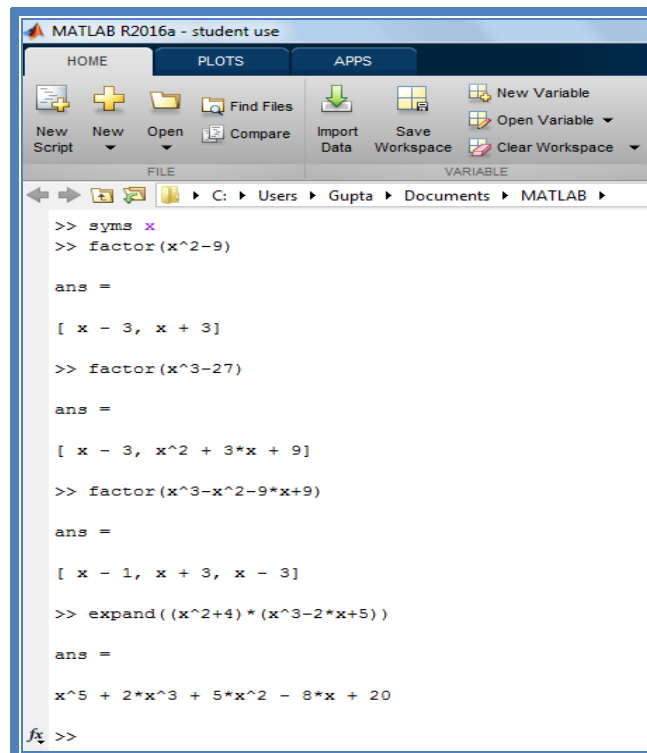 MATLAB R2016a - student use
HOME PLOTS APPS
New Script New Open Find Files Compare Import Data Save Workspace New Variable Open Variable Clear Workspace
FILE VARIABLE
C: Users Gupta Documents MATLAB
>> syms x
>> factor(x^2-9)
ans =
[ x - 3, x + 3]
>> factor(x^3-27)
ans =
[ x - 3, x^2 + 3*x + 9]
>> factor(x^3-x^2-9*x+9)
ans =
[ x - 1, x + 3, x - 3]
>> expand((x^2+4)*(x^3-2*x+5))
ans =
x^5 + 2*x^3 + 5*x^2 - 8*x + 20
fx >>